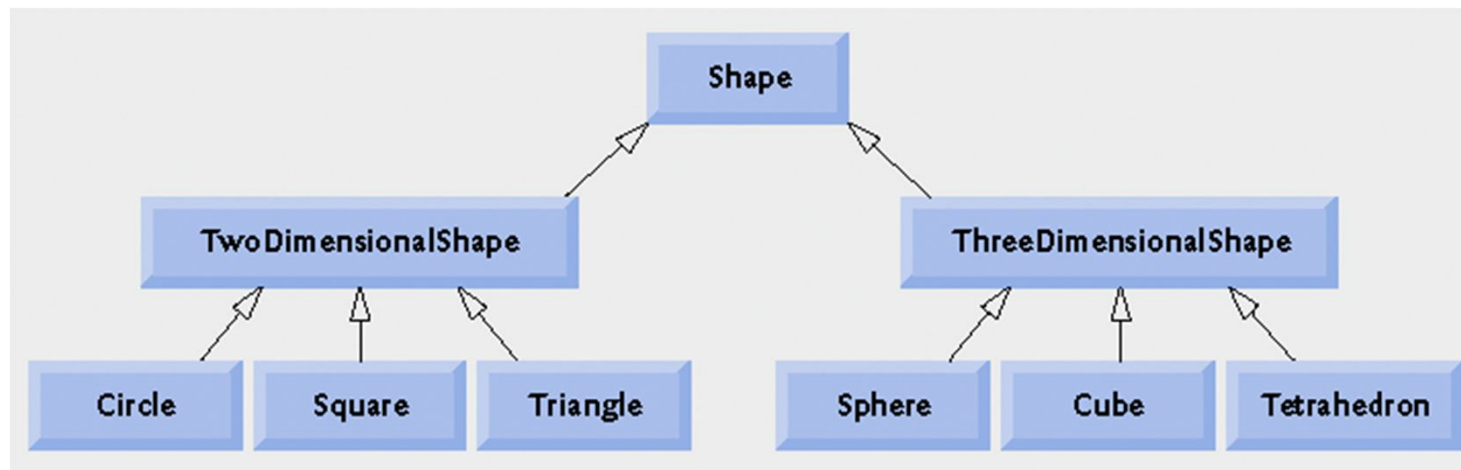 Shape
TwoDimensionalShape
ThreeDimensionalShape
Circle
Square
Triangle
Sphere
Cube
Tetrahedron